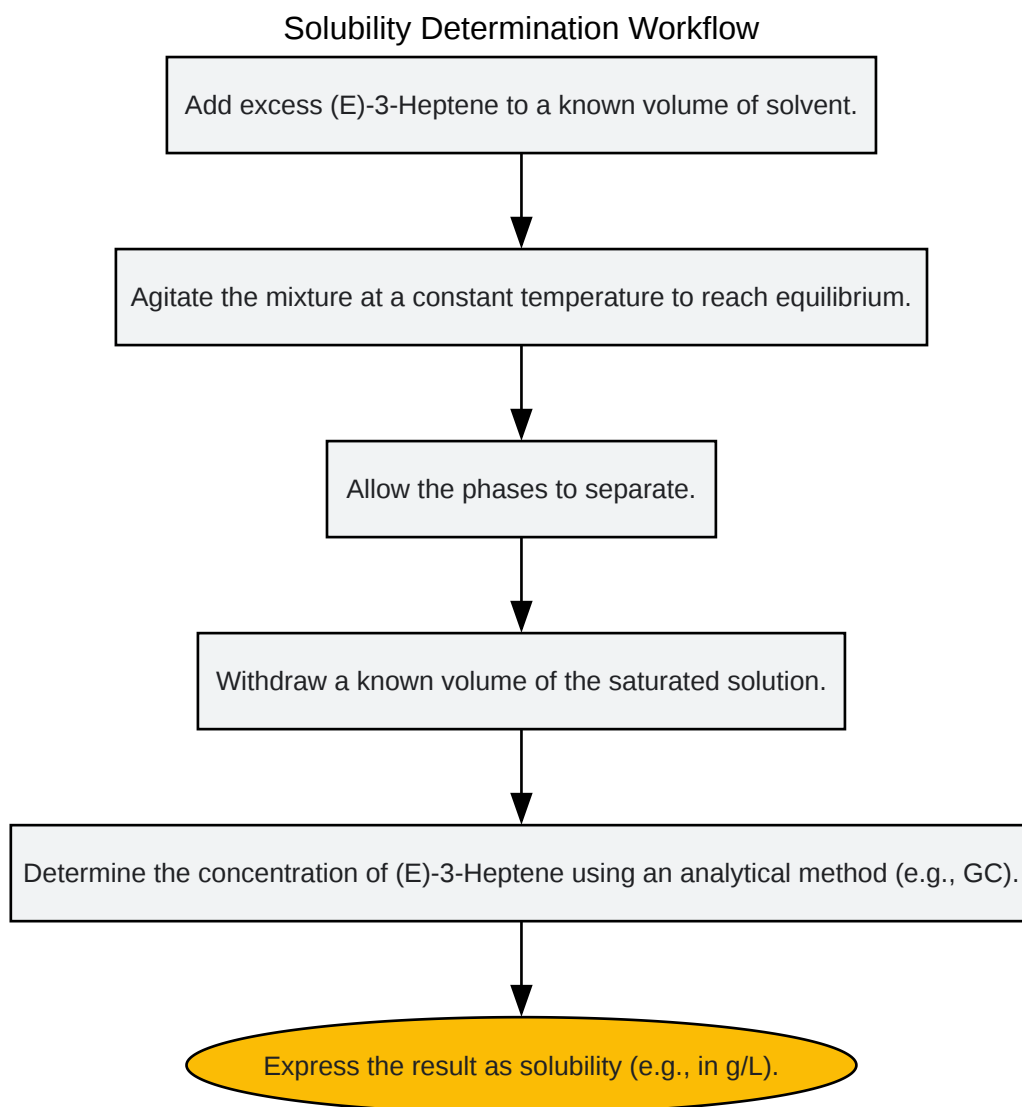 Solubility Determination Workflow
Add excess (E)-3-Heptene to a known volume of solvent.
Agitate the mixture at a constant temperature to reach equilibrium.
Allow the phases to separate.
Withdraw a known volume of the saturated solution.
Determine the concentration of (E)-3-Heptene using an analytical method (e.g., GC).
Express the result as solubility (e.g., in g/L).